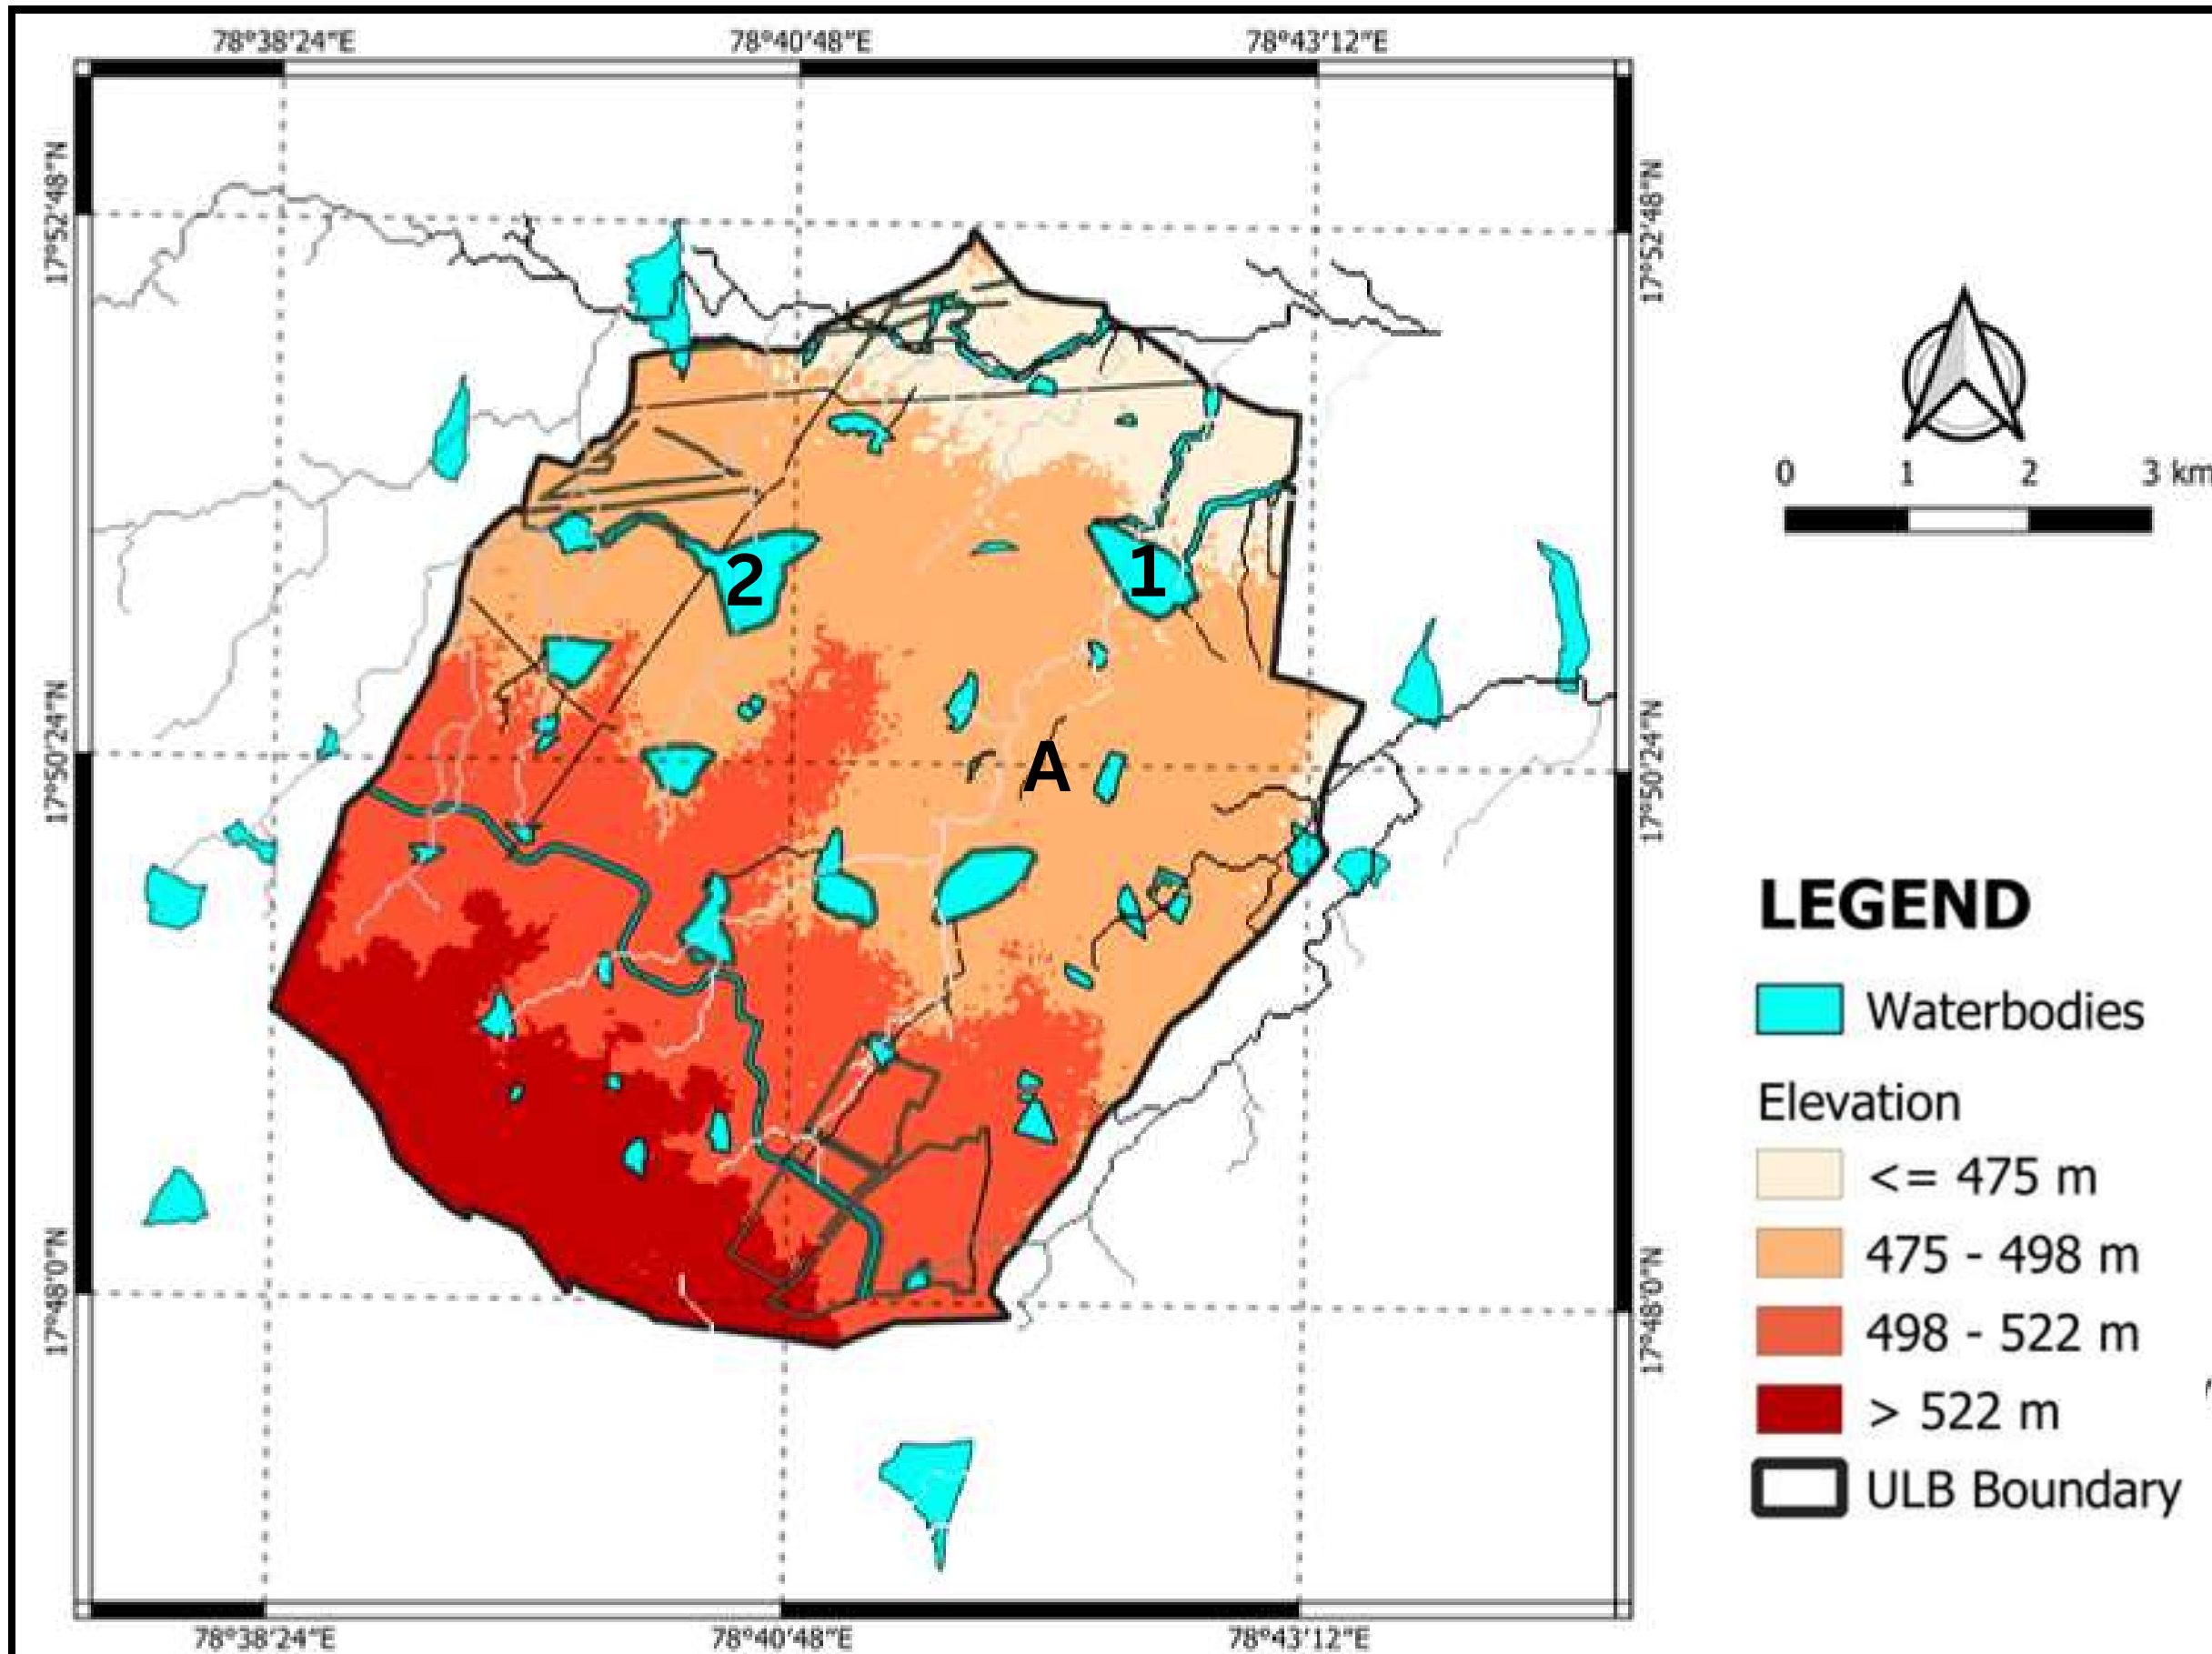 78°38'24"E 78°40'48"E 78°43'12"E
17°52'48"N 17°52'48"N
0 1 2 3 km
2 1
17°50'24"N 17°50'24"N
A
LEGEND
Waterbodies
Elevation
<= 475 m
475 - 498 m
498 - 522 m
> 522 m
ULB Boundary
17°48'0"N 17°48'0"N
78°38'24"E 78°40'48"E 78°43'12"E